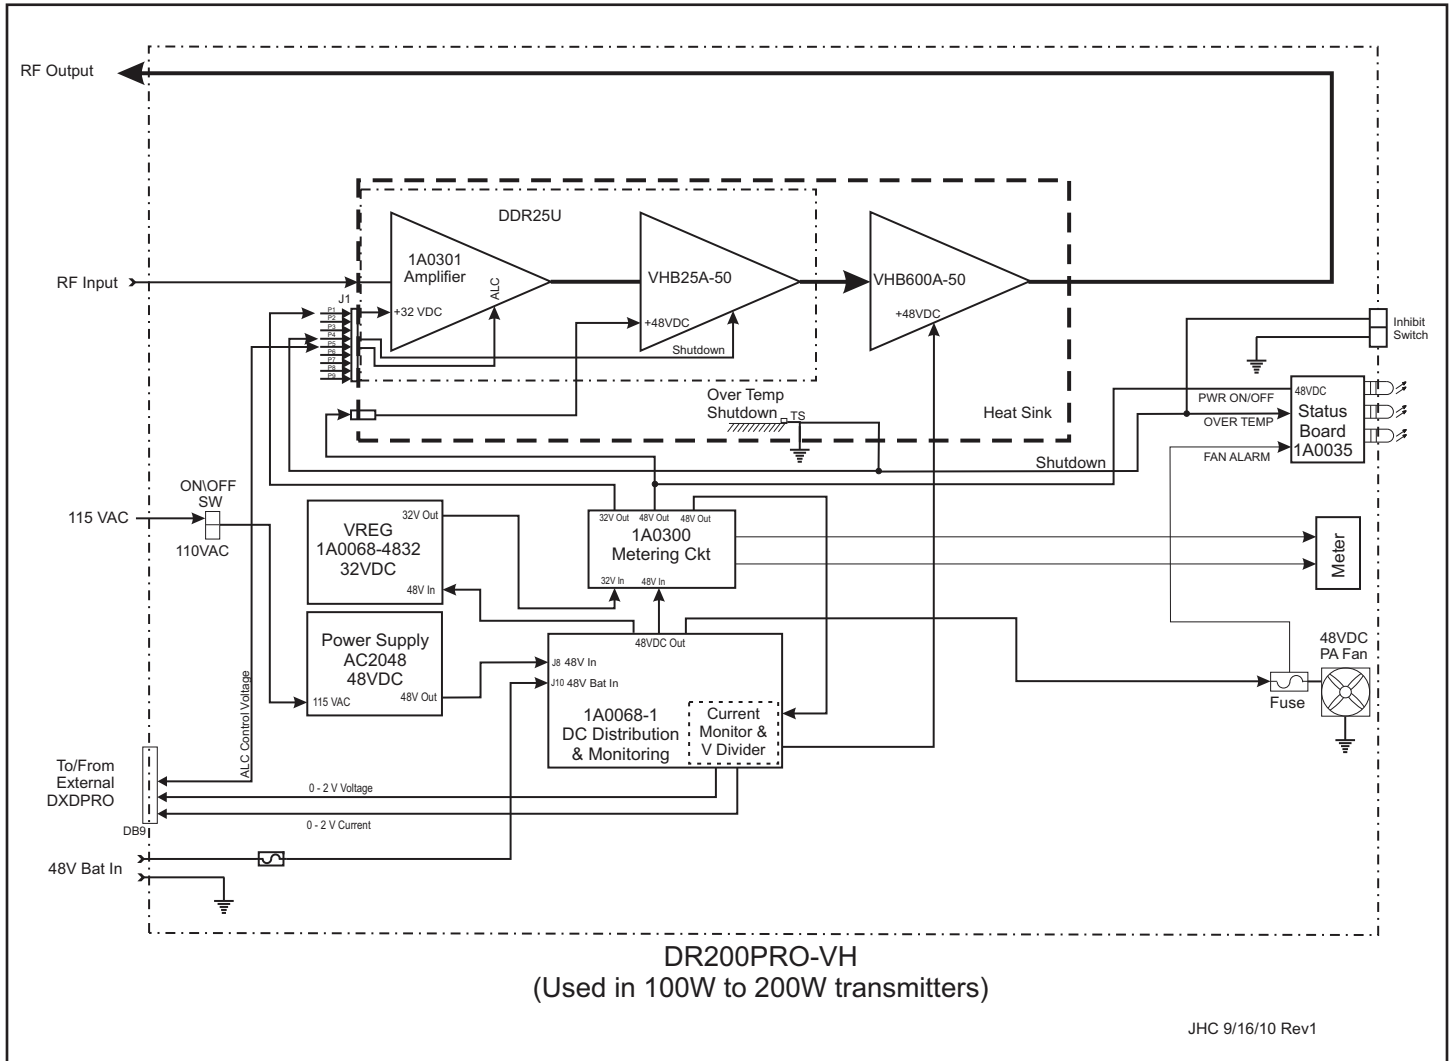 RF Output
DDR25U
1A0301
Amplifier
ALC
+32 VDC
VHB25A-50
+48VDC
Shutdown
VHB600A-50
+48VDC
RF Input
J1
P1
P2
P3
P4
P5
P6
P7
P8
P9
Over Temp
Shutdown
TS
Heat Sink
Inhibit
Switch
48VDC
Status
Board
1A0035
PWR ON/OFF
OVER TEMP
FAN ALARM
Shutdown
ON\OFF
SW
115 VAC
110VAC
32V Out
VREG
1A0068-4832
32VDC
48V In
32V Out
48V Out
48V Out
1A0300
Metering Ckt
32V In
48V In
Meter
Power Supply
AC2048
48VDC
115 VAC
48V Out
48VDC Out
J8 48V In
J10 48V Bat In
1A0068-1
DC Distribution
& Monitoring
Current
Monitor &
V Divider
48VDC
PA Fan
Fuse
ALC Control Voltage
To/From
External
DXDPRO
DB9
0 - 2 V Voltage
0 - 2 V Current
48V Bat In
DR200PRO-VH
(Used in 100W to 200W transmitters)
JHC 9/16/10 Rev1